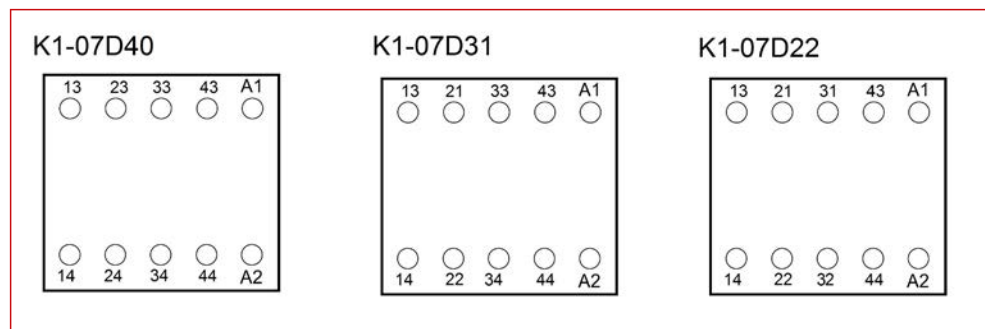 K1-07D40
13 23 33 43 A1
14 24 34 44 A2
K1-07D31
13 21 33 43 A1
14 22 34 44 A2
K1-07D22
13 21 31 43 A1
14 22 32 44 A2